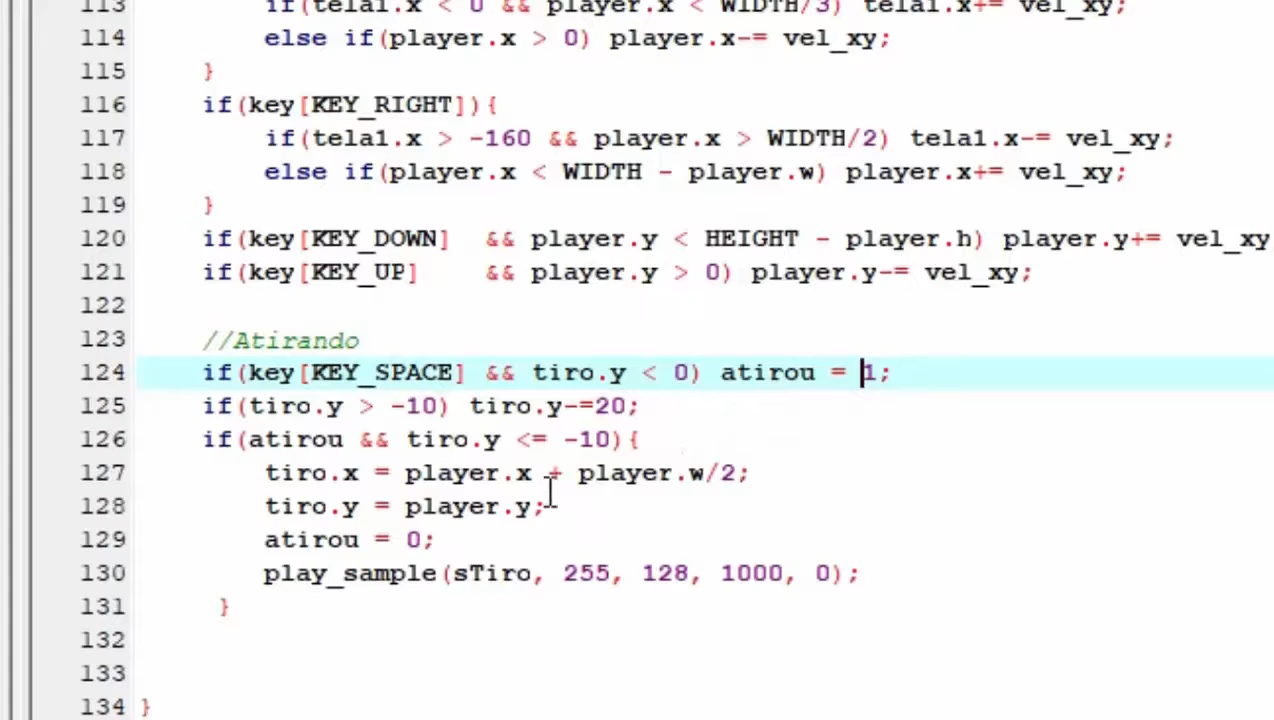 113 if(tela1.x < 0 && player.x < WIDTH/3) tela1.x+= vel_xy;
114 else if(player.x > 0) player.x-= vel_xy;
115 }
116 if(key[KEY_RIGHT]){
117 if(tela1.x > -160 && player.x > WIDTH/2) tela1.x-= vel_xy;
118 else if(player.x < WIDTH - player.w) player.x+= vel_xy;
119 }
120 if(key[KEY_DOWN] && player.y < HEIGHT - player.h) player.y+= vel_xy
121 if(key[KEY_UP] && player.y > 0) player.y-= vel_xy;
122
123 //Atirando
124 if(key[KEY_SPACE] && tiro.y < 0) atirou = 1;
125 if(tiro.y > -10) tiro.y-=20;
126 if(atirou && tiro.y <= -10){
127 tiro.x = player.x + player.w/2;
128 tiro.y = player.y;
129 atirou = 0;
130 play_sample(sTiro, 255, 128, 1000, 0);
131 }
132
133
134 }